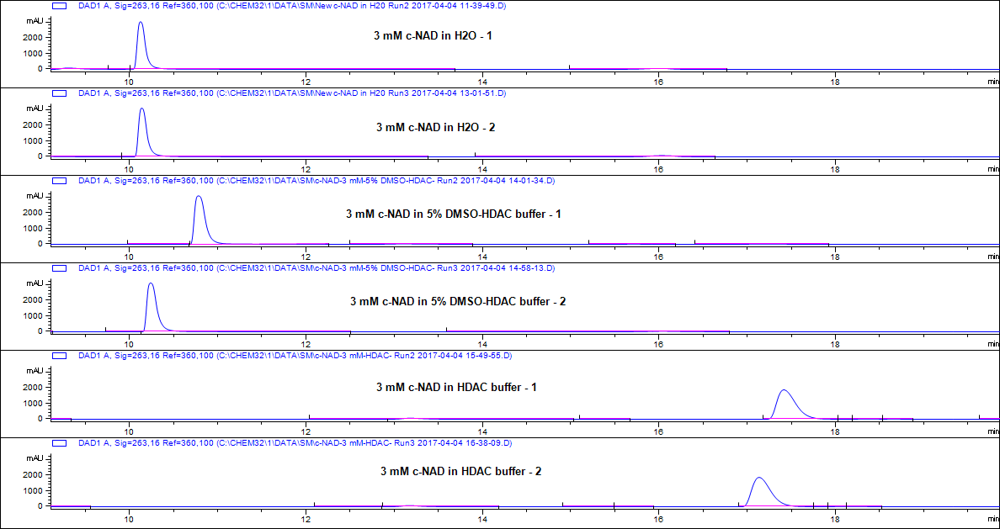 DAD1 A, Sig=263,16 Ref=360,100 (C:\CHEM32\1\DATA\SM\New c-NAD in H20 Run2 2017-04-04 11-39-49.D)
mAU
3 mM c-NAD in H2O - 1
2000
1000
0
10 12 14 16 18 min
DAD1 A, Sig=263,16 Ref=360,100 (C:\CHEM32\1\DATA\SM\New c-NAD in H20 Run3 2017-04-04 13-01-51.D)
mAU
3 mM c-NAD in H2O - 2
2000
1000
0
10 12 14 16 18 min
DAD1 A, Sig=263,16 Ref=360,100 (C:\CHEM32\1\DATA\SM\c-NAD-3 mM-5% DMSO-HDAC- Run2 2017-04-04 14-01-34.D)
mAU
3 mM c-NAD in 5% DMSO-HDAC buffer - 1
2000
1000
0
10 12 14 16 18 min
DAD1 A, Sig=263,16 Ref=360,100 (C:\CHEM32\1\DATA\SM\c-NAD-3 mM-5% DMSO-HDAC- Run3 2017-04-04 14-58-13.D)
mAU
3 mM c-NAD in 5% DMSO-HDAC buffer - 2
2000
1000
0
10 12 14 16 18 min
DAD1 A, Sig=263,16 Ref=360,100 (C:\CHEM32\1\DATA\SM\c-NAD-3 mM-HDAC- Run2 2017-04-04 15-49-55.D)
mAU
3 mM c-NAD in HDAC buffer - 1
2000
1000
0
10 12 14 16 18 min
DAD1 A, Sig=263,16 Ref=360,100 (C:\CHEM32\1\DATA\SM\c-NAD-3 mM-HDAC- Run3 2017-04-04 16-38-09.D)
mAU
3 mM c-NAD in HDAC buffer - 2
2000
1000
0
10 12 14 16 18 min